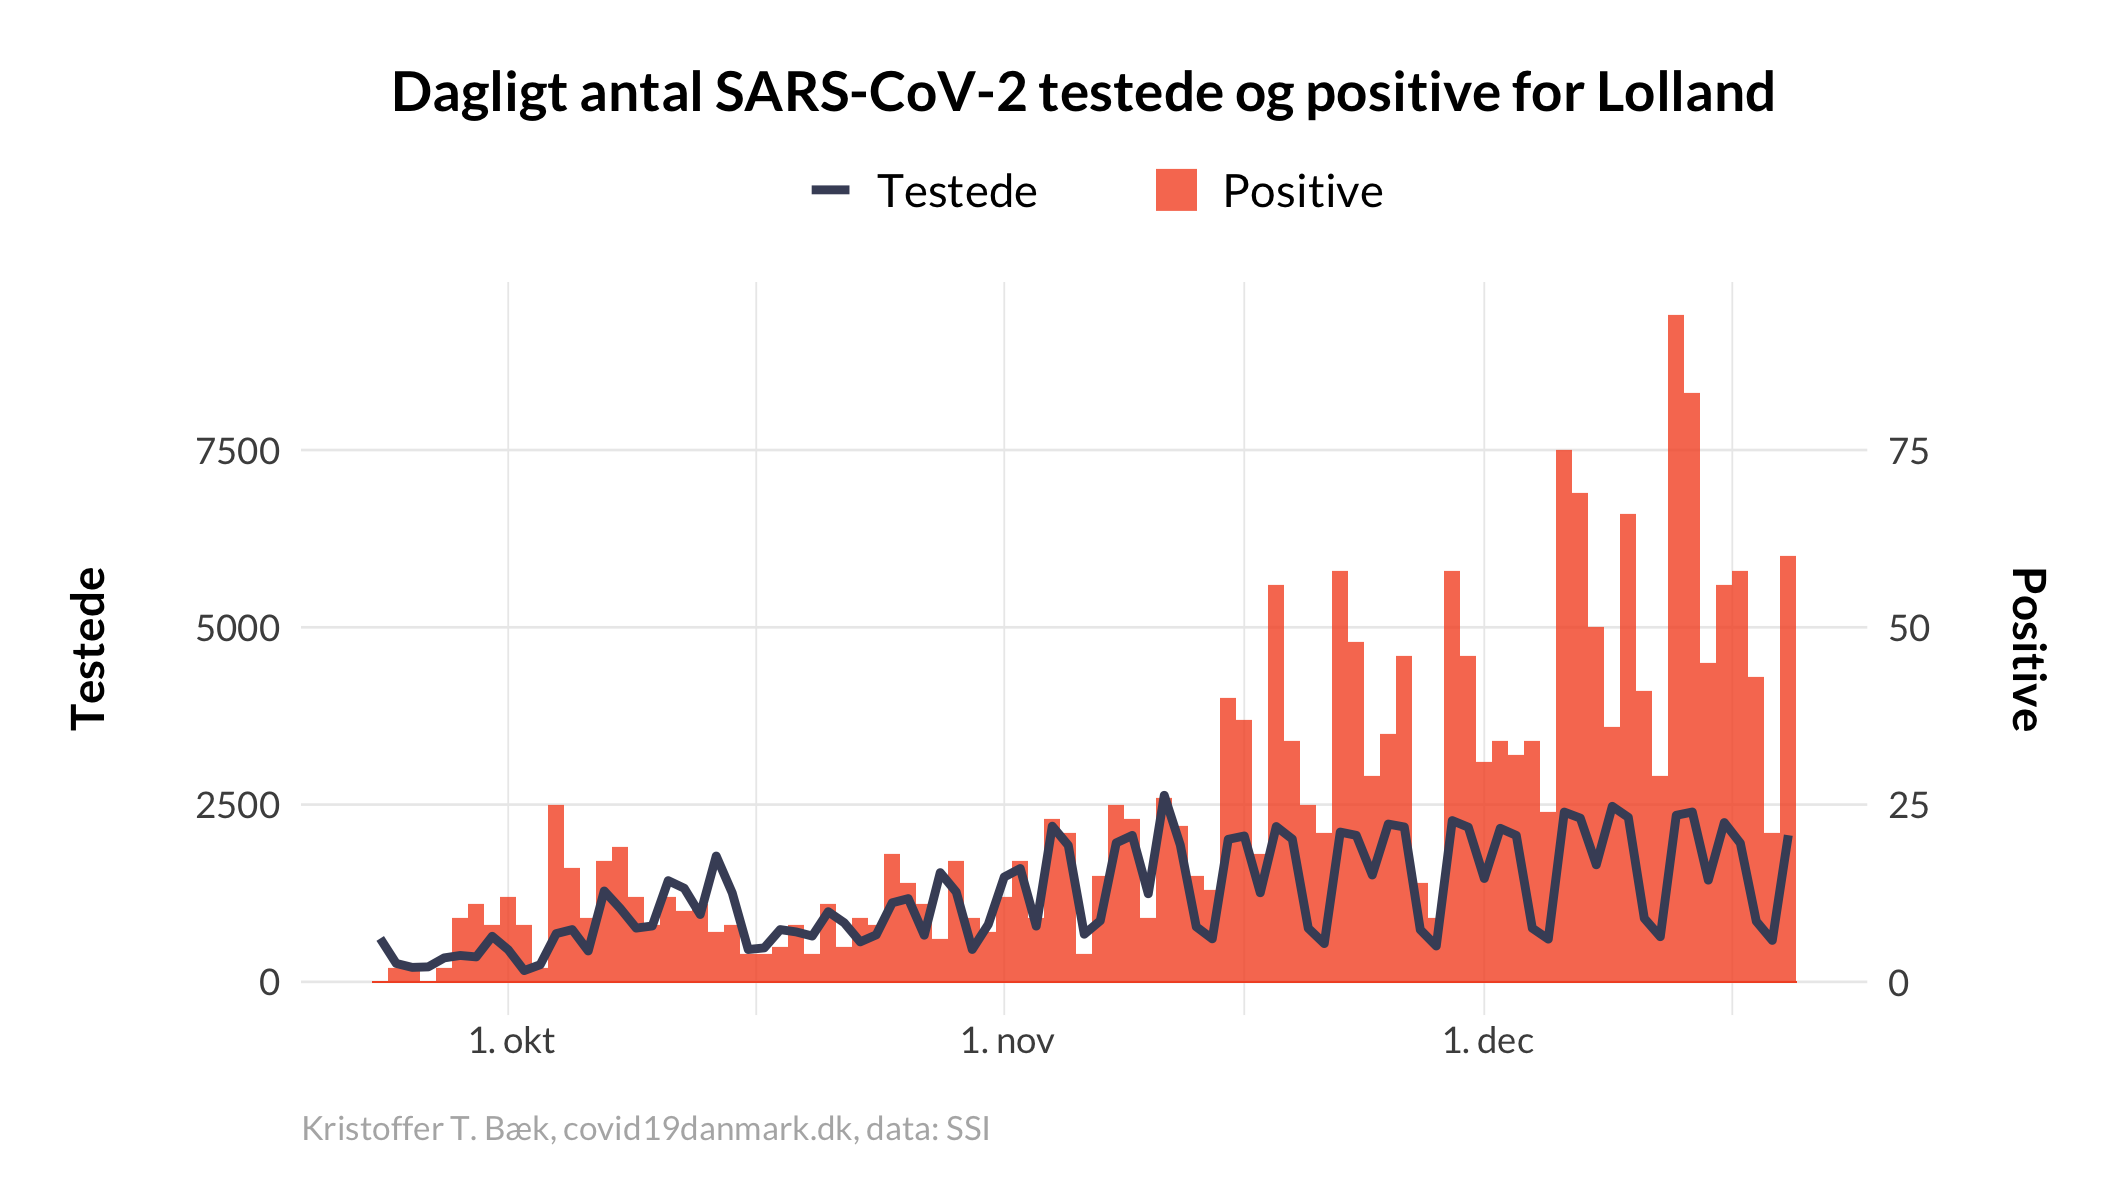 Dagligt antal SARS-CoV-2 testede og positive for Lolland
Testede
Positive
7500
5000
2500
0
75
50
25
0
Testede
Positive
1. okt
1. nov
1. dec
Kristoffer T. Bæk, covid19danmark.dk, data: SSI